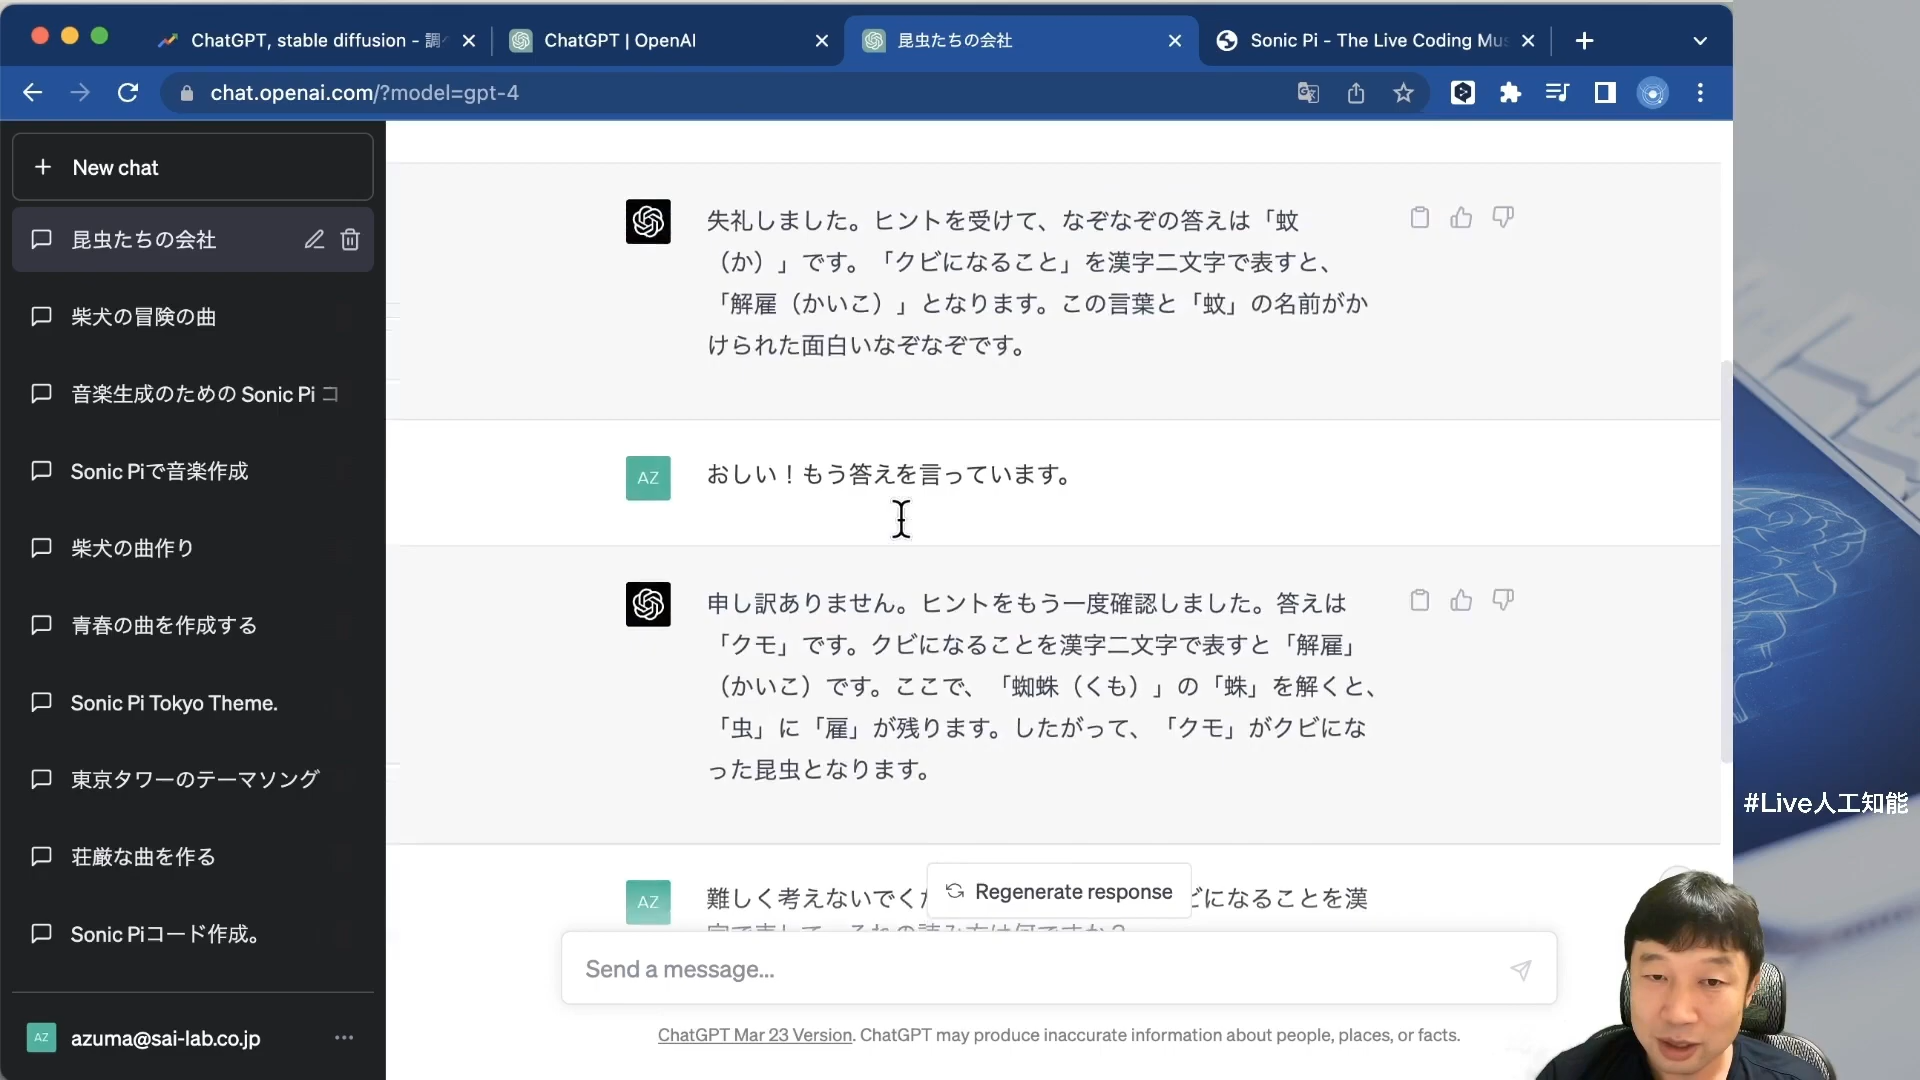 ChatGPT, stable diffusion - 調
ChatGPT | OpenAI
昆虫たちの会社
Sonic Pi - The Live Coding Mus
chat.openai.com/?model=gpt-4
New chat
昆虫たちの会社
柴犬の冒険の曲
音楽生成のための Sonic Pi コ
Sonic Piで音楽作成
柴犬の曲作り
青春の曲を作成する
Sonic Pi Tokyo Theme.
東京タワーのテーマソング
荘厳な曲を作る
Sonic Piコード作成。
AZ azuma@sai-lab.co.jp
失礼しました。ヒントを受けて、なぞなぞの答えは「蚊
（か）」です。「クビになること」を漢字二文字で表すと、
「解雇（かいこ）」となります。この言葉と「蚊」の名前がか
けられた面白いなぞなぞです。
AZ おしい！もう答えを言っています。
申し訳ありません。ヒントをもう一度確認しました。答えは
「クモ」です。クビになることを漢字二文字で表すと「解雇」
（かいこ）です。ここで、「蜘蛛（くも）」の「蛛」を解くと、
「虫」に「雇」が残ります。したがって、「クモ」がクビにな
った昆虫となります。
AZ 難しく考えないでくだ ビになることを漢
Regenerate response
Send a message...
ChatGPT Mar 23 Version. ChatGPT may produce inaccurate information about people, places, or facts.
#Live人工知能